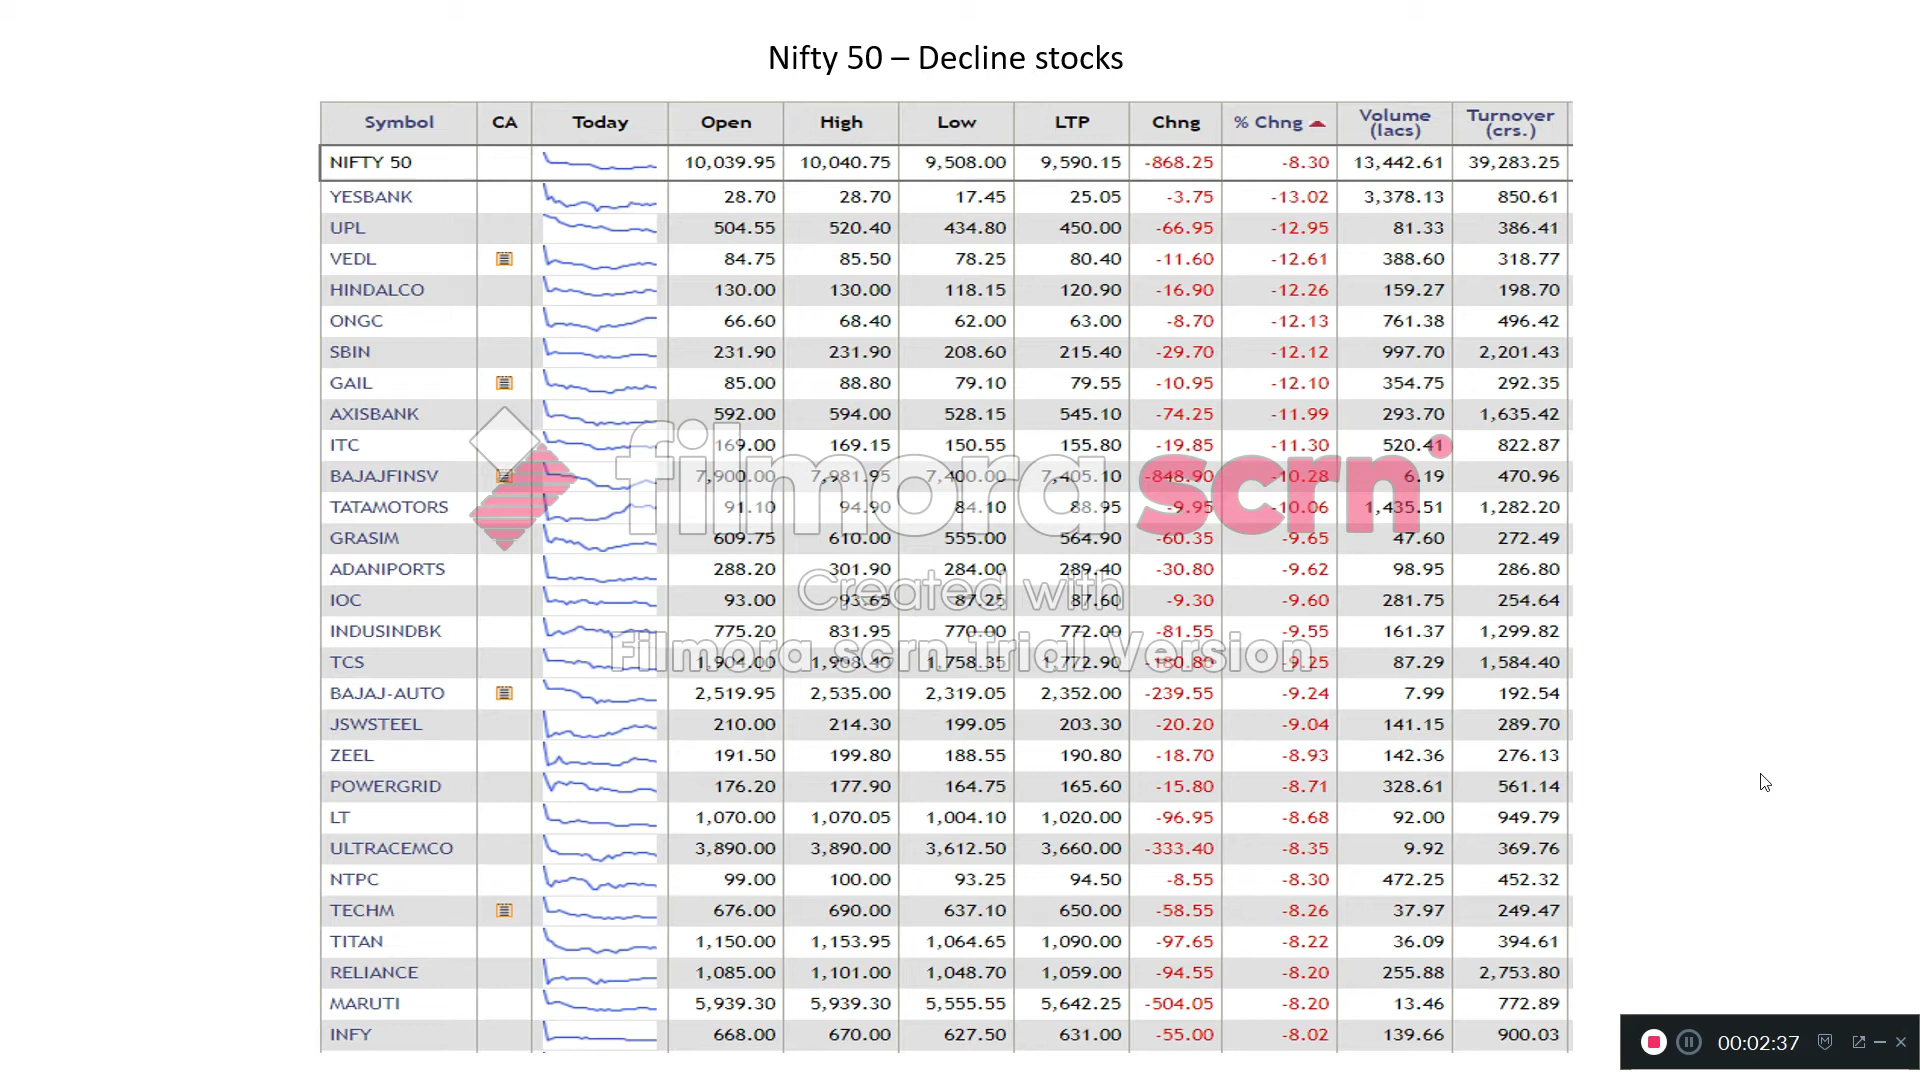 Nifty 50 – Decline stocks
Symbol CA Today Open High Low LTP Chng % Chng Volume (lacs) Turnover (crs.)
NIFTY 50 10,039.95 10,040.75 9,508.00 9,590.15 -868.25 -8.30 13,442.61 39,283.25
YESBANK 28.70 28.70 17.45 25.05 -3.75 -13.02 3,378.13 850.61
UPL 504.55 520.40 434.80 450.00 -66.95 -12.95 81.33 386.41
VEDL 84.75 85.50 78.25 80.40 -11.60 -12.61 388.60 318.77
HINDALCO 130.00 130.00 118.15 120.90 -16.90 -12.26 159.27 198.70
ONGC 66.60 68.40 62.00 63.00 -8.70 -12.13 761.38 496.42
SBIN 231.90 231.90 208.60 215.40 -29.70 -12.12 997.70 2,201.43
GAIL 85.00 88.80 79.10 79.55 -10.95 -12.10 354.75 292.35
AXISBANK 592.00 594.00 528.15 545.10 -74.25 -11.99 293.70 1,635.42
ITC 169.00 169.15 150.55 155.80 -19.85 -11.30 520.41 822.87
BAJAJFINSV 7,900.00 7,981.95 7,400.00 7,405.10 -848.90 -10.28 6.19 470.96
filmora scrn
TATAMOTORS 91.10 94.90 84.10 88.95 -9.95 -10.06 1,435.51 1,282.20
GRASIM 609.75 610.00 555.00 564.90 -60.35 -9.65 47.60 272.49
ADANIPORTS 288.20 301.90 284.00 289.40 -30.80 -9.62 98.95 286.80
Created with
IOC 93.00 93.65 87.25 87.60 -9.30 -9.60 281.75 254.64
INDUSINDBK 775.20 831.95 770.00 772.00 -81.55 -9.55 161.37 1,299.82
Filmora scrn Trial Version
TCS 1,904.00 1,903.40 1,758.35 1,772.90 -180.80 -9.25 87.29 1,584.40
BAJAJ-AUTO 2,519.95 2,535.00 2,319.05 2,352.00 -239.55 -9.24 7.99 192.54
JSWSTEEL 210.00 214.30 199.05 203.30 -20.20 -9.04 141.15 289.70
ZEEL 191.50 199.80 188.55 190.80 -18.70 -8.93 142.36 276.13
POWERGRID 176.20 177.90 164.75 165.60 -15.80 -8.71 328.61 561.14
LT 1,070.00 1,070.05 1,004.10 1,020.00 -96.95 -8.68 92.00 949.79
ULTRACEMCO 3,890.00 3,890.00 3,612.50 3,660.00 -333.40 -8.35 9.92 369.76
NTPC 99.00 100.00 93.25 94.50 -8.55 -8.30 472.25 452.32
TECHM 676.00 690.00 637.10 650.00 -58.55 -8.26 37.97 249.47
TITAN 1,150.00 1,153.95 1,064.65 1,090.00 -97.65 -8.22 36.09 394.61
RELIANCE 1,085.00 1,101.00 1,048.70 1,059.00 -94.55 -8.20 255.88 2,753.80
MARUTI 5,939.30 5,939.30 5,555.55 5,642.25 -504.05 -8.20 13.46 772.89
INFY 668.00 670.00 627.50 631.00 -55.00 -8.02 139.66 900.03
00:02:37